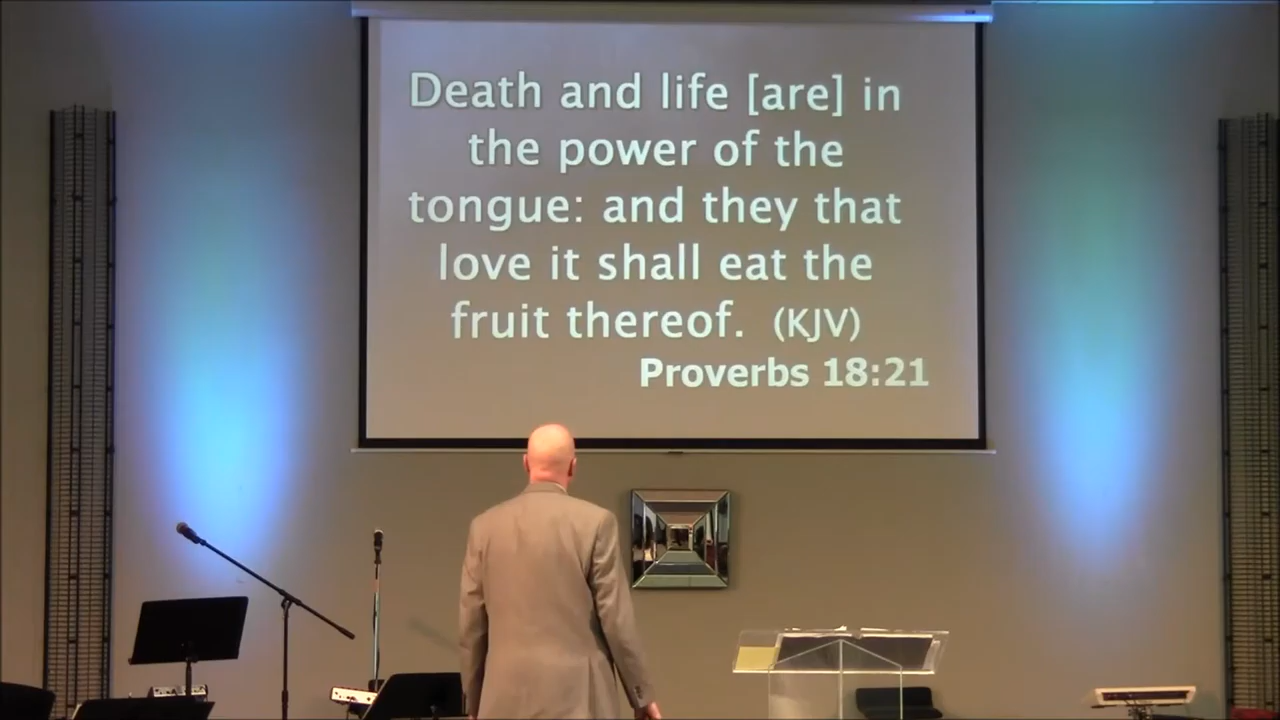 Death and life [are] in
the power of the
tongue: and they that
love it shall eat the
fruit thereof. (KJV)
Proverbs 18:21